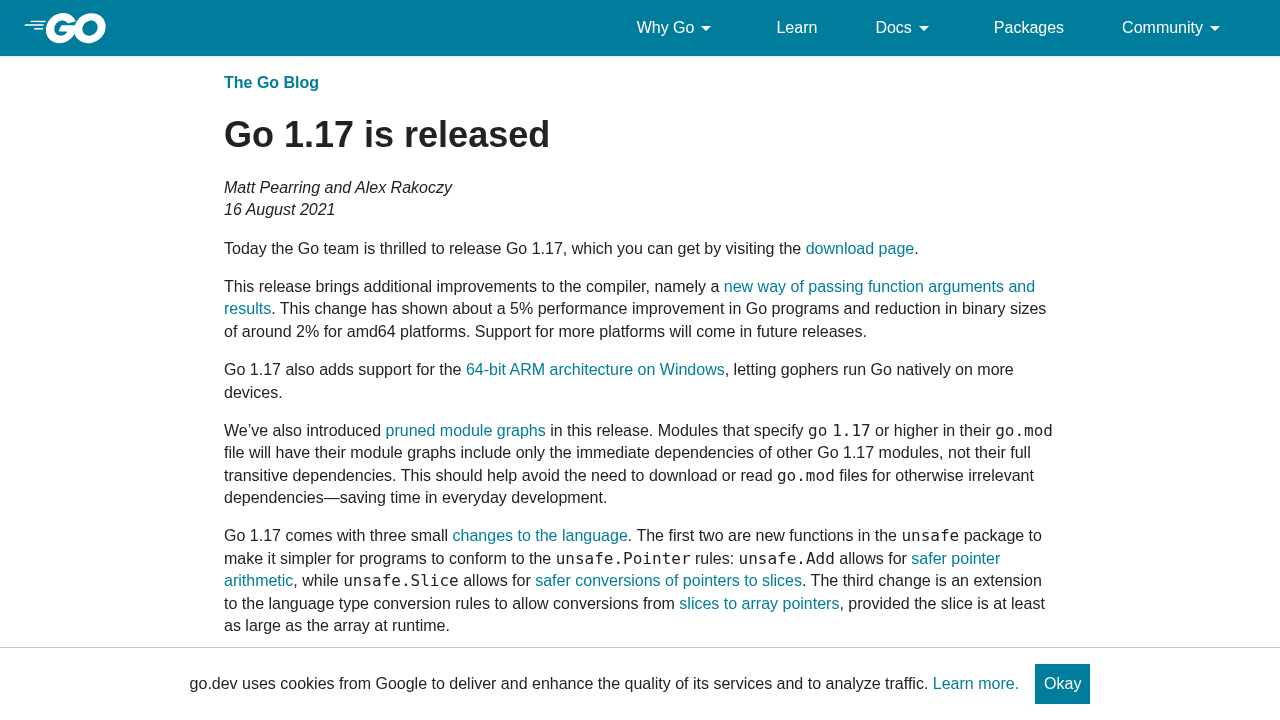 GO
Why Go
Learn
Docs
Packages
Community
The Go Blog
Go 1.17 is released
Matt Pearring and Alex Rakoczy
16 August 2021
Today the Go team is thrilled to release Go 1.17, which you can get by visiting the download page.
This release brings additional improvements to the compiler, namely a new way of passing function arguments and
results. This change has shown about a 5% performance improvement in Go programs and reduction in binary sizes
of around 2% for amd64 platforms. Support for more platforms will come in future releases.
Go 1.17 also adds support for the 64-bit ARM architecture on Windows, letting gophers run Go natively on more
devices.
We’ve also introduced pruned module graphs in this release. Modules that specify go 1.17 or higher in their go.mod
file will have their module graphs include only the immediate dependencies of other Go 1.17 modules, not their full
transitive dependencies. This should help avoid the need to download or read go.mod files for otherwise irrelevant
dependencies—saving time in everyday development.
Go 1.17 comes with three small changes to the language. The first two are new functions in the unsafe package to
make it simpler for programs to conform to the unsafe.Pointer rules: unsafe.Add allows for safer pointer
arithmetic, while unsafe.Slice allows for safer conversions of pointers to slices. The third change is an extension
to the language type conversion rules to allow conversions from slices to array pointers, provided the slice is at least
as large as the array at runtime.
go.dev uses cookies from Google to deliver and enhance the quality of its services and to analyze traffic. Learn more.
Okay